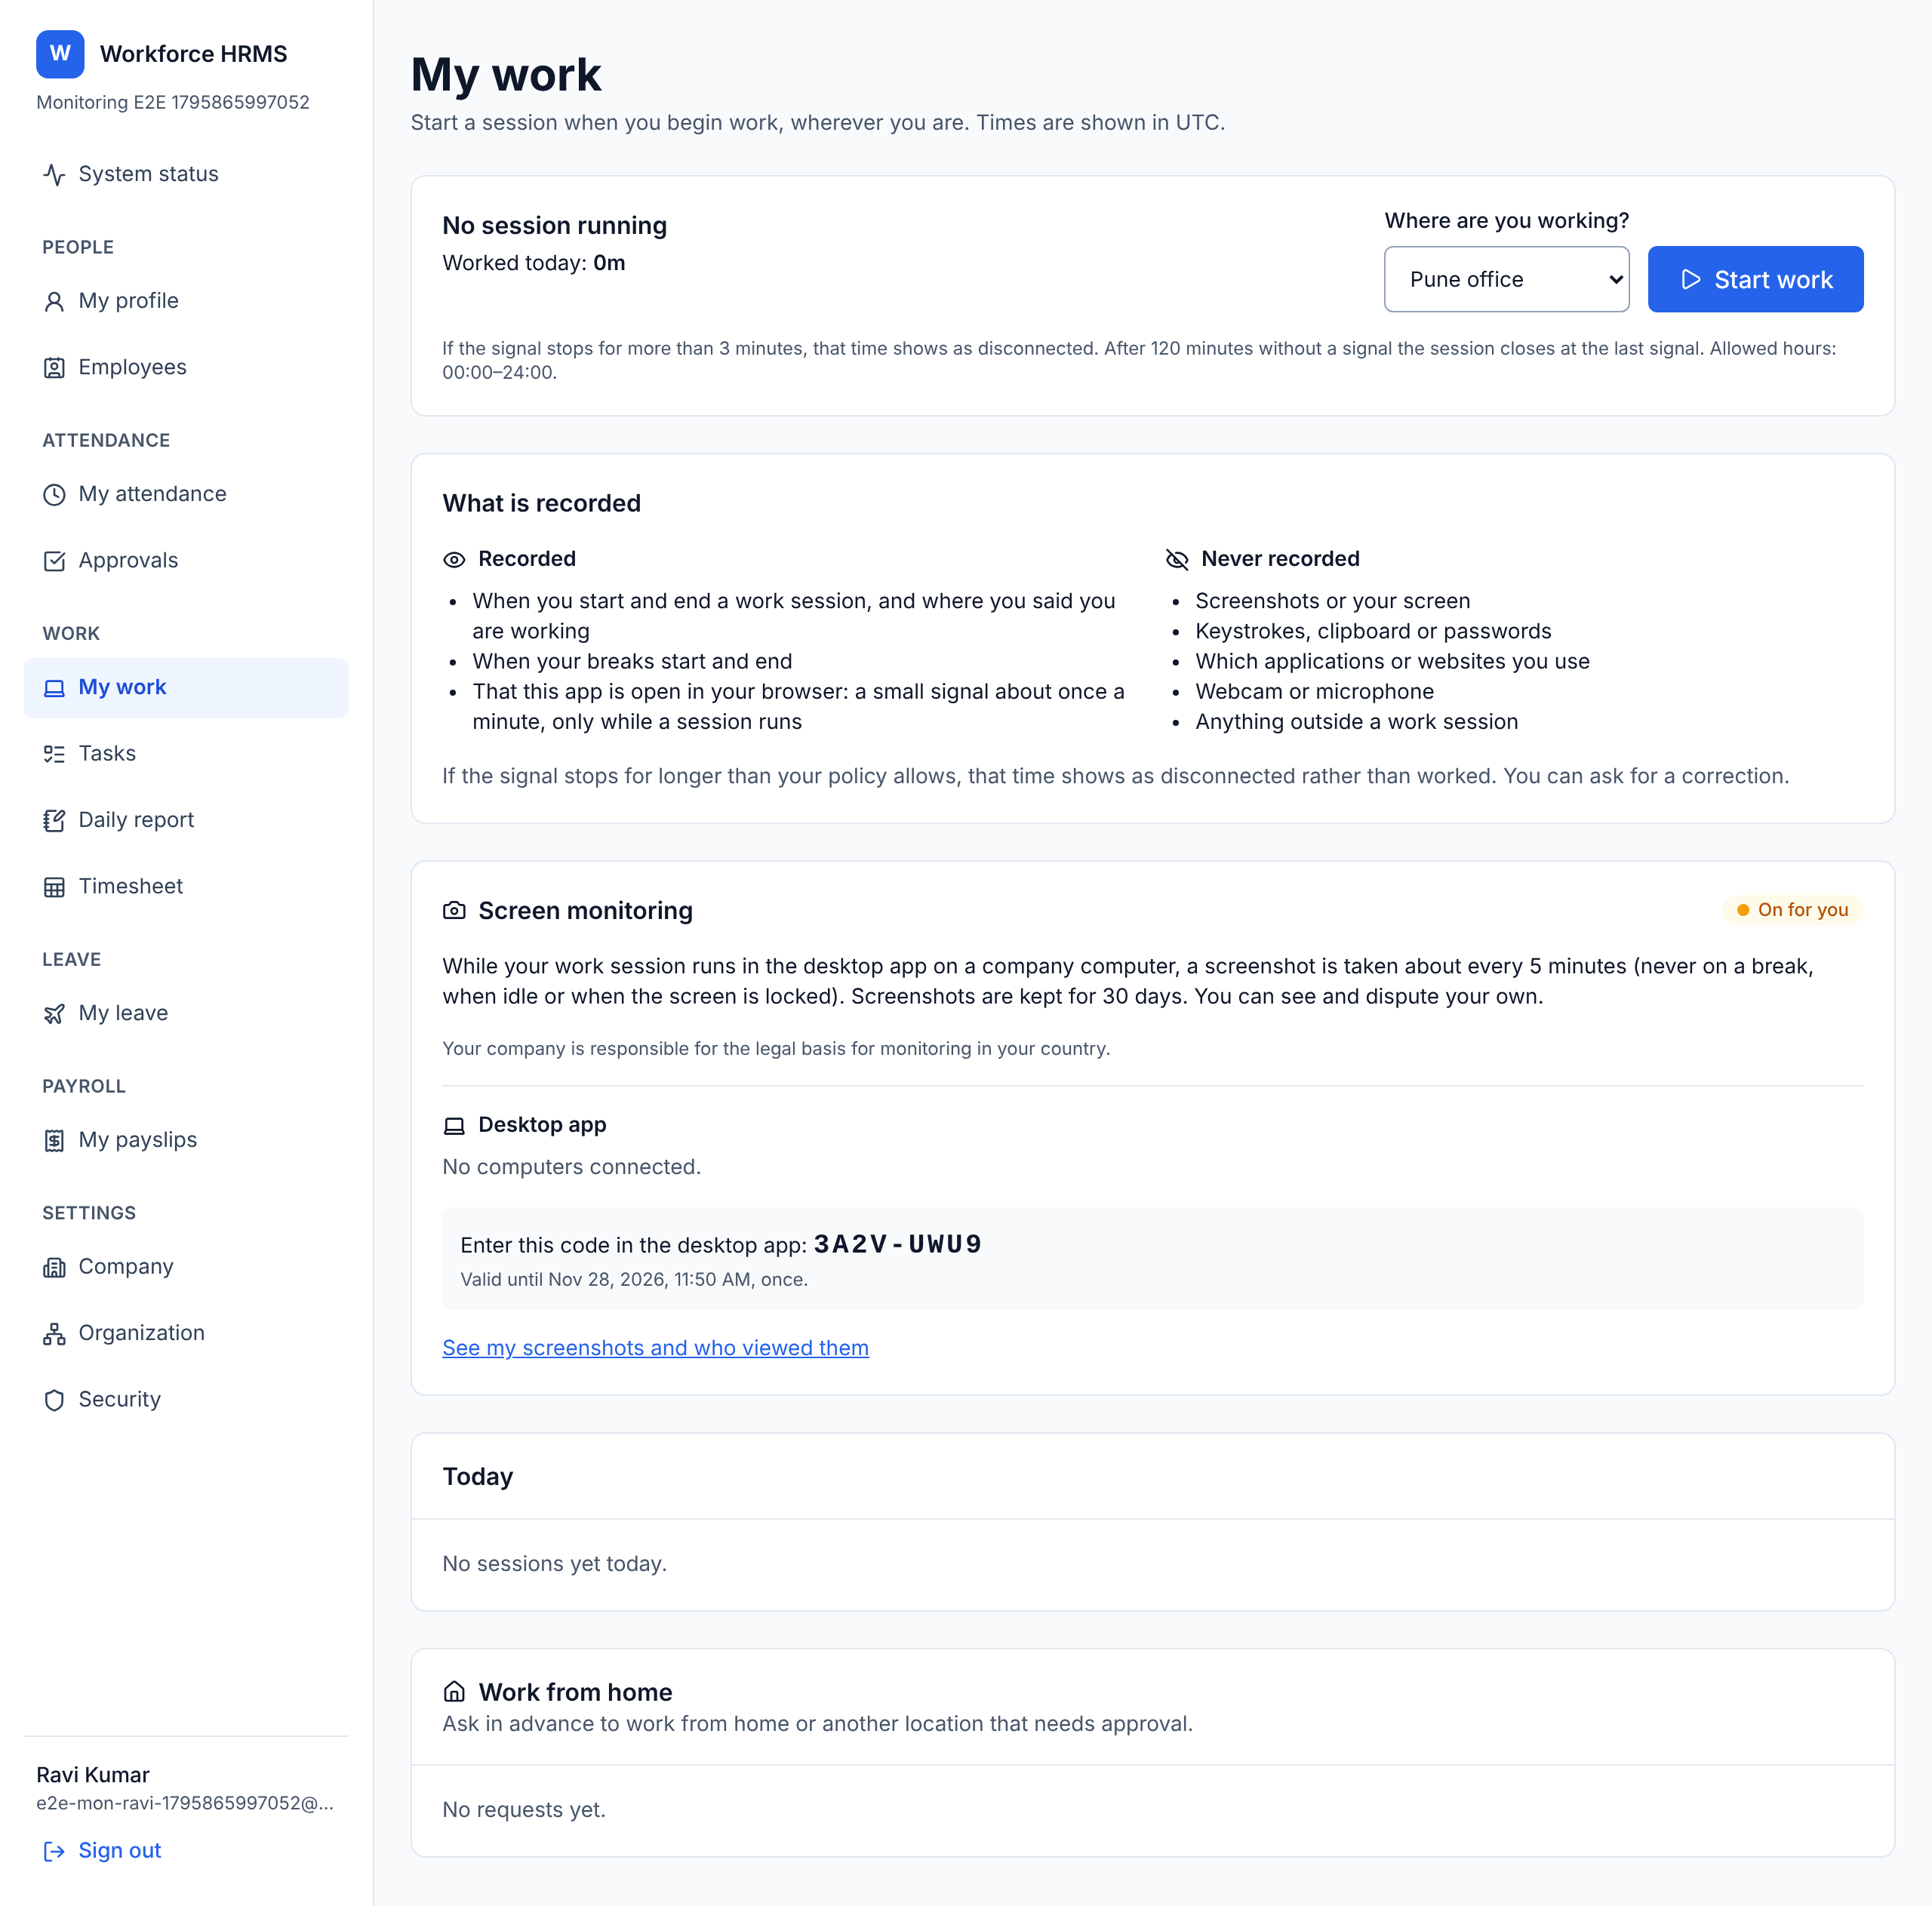 W
Workforce HRMS
Monitoring E2E 1795865997052
System status
PEOPLE
My profile
Employees
ATTENDANCE
My attendance
Approvals
WORK
My work
Tasks
Daily report
Timesheet
LEAVE
My leave
PAYROLL
My payslips
SETTINGS
Company
Organization
Security
Ravi Kumar
e2e-mon-ravi-1795865997052@...
Sign out
My work
Start a session when you begin work, wherever you are. Times are shown in UTC.
No session running
Worked today: 0m
Where are you working?
Pune office
Start work
If the signal stops for more than 3 minutes, that time shows as disconnected. After 120 minutes without a signal the session closes at the last signal. Allowed hours:
00:00–24:00.
What is recorded
Recorded
• When you start and end a work session, and where you said you
are working
• When your breaks start and end
• That this app is open in your browser: a small signal about once a
minute, only while a session runs
Never recorded
• Screenshots or your screen
• Keystrokes, clipboard or passwords
• Which applications or websites you use
• Webcam or microphone
• Anything outside a work session
If the signal stops for longer than your policy allows, that time shows as disconnected rather than worked. You can ask for a correction.
Screen monitoring
On for you
While your work session runs in the desktop app on a company computer, a screenshot is taken about every 5 minutes (never on a break,
when idle or when the screen is locked). Screenshots are kept for 30 days. You can see and dispute your own.
Your company is responsible for the legal basis for monitoring in your country.
Desktop app
No computers connected.
Enter this code in the desktop app: 3A2V-UWU9
Valid until Nov 28, 2026, 11:50 AM, once.
See my screenshots and who viewed them
Today
No sessions yet today.
Work from home
Ask in advance to work from home or another location that needs approval.
No requests yet.